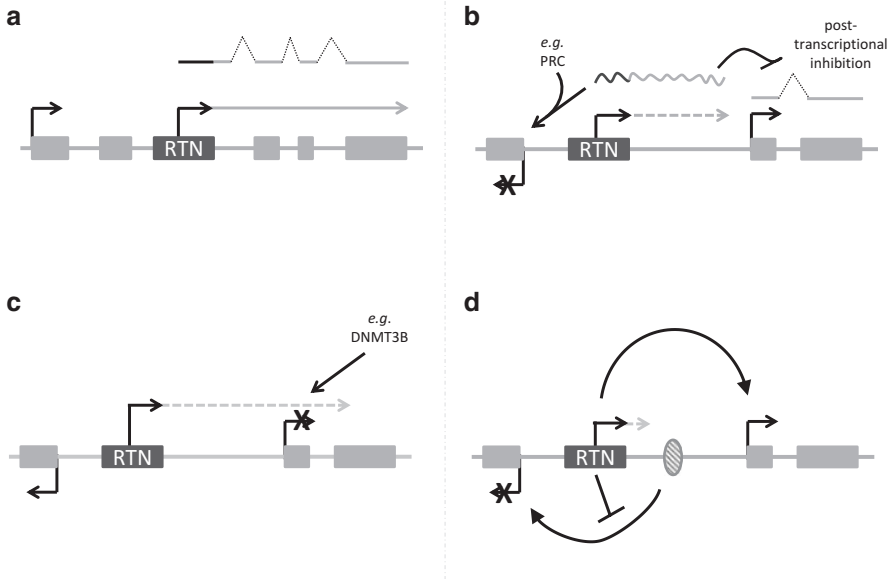 a
RTN
b
e.g.
PRC
post-
transcriptional
inhibition
RTN
c
e.g.
DNMT3B
RTN
d
RTN